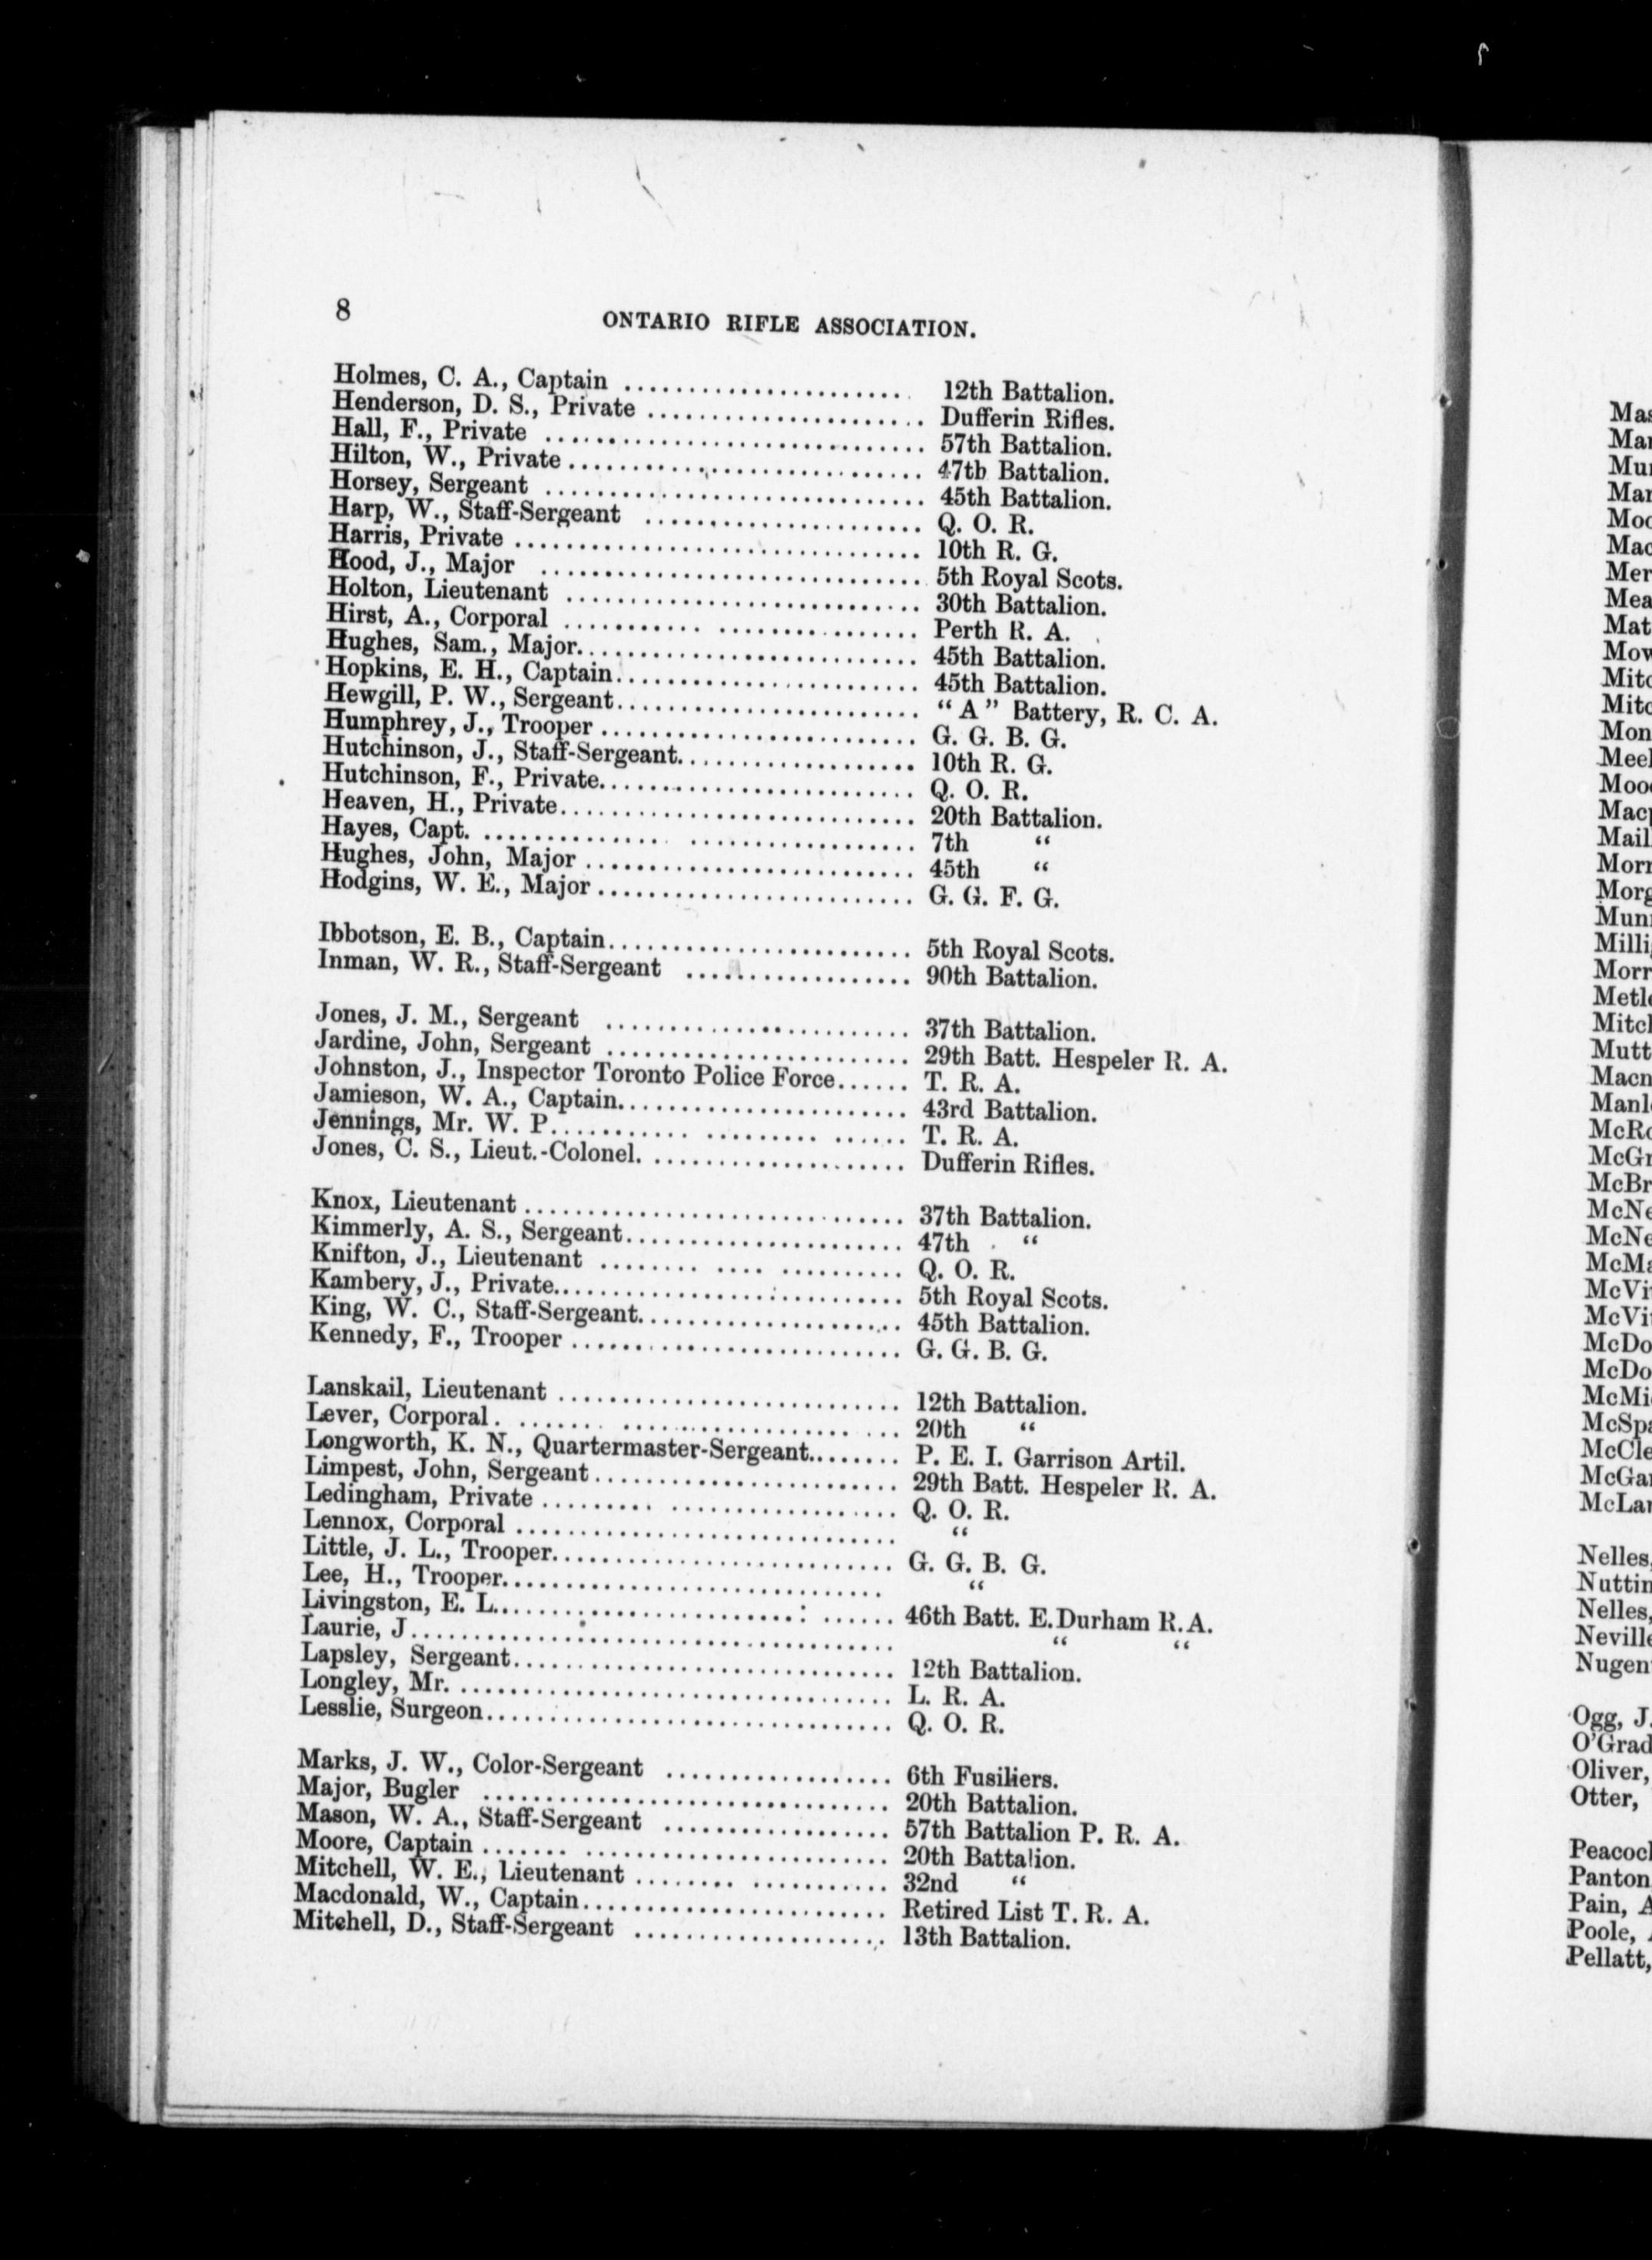 8
ONTARIO RIFLE ASSOCIATION.
Holmes, C. A., Captain ..................... 12th Battalion.
Henderson, D. S., Private ..................... Dufferin Rifles.
Hall, F., Private ..................... 57th Battalion.
Hilton, W., Private ..................... 47th Battalion.
Horsey, Sergeant ..................... 45th Battalion.
Harp, W., Staff-Sergeant ..................... Q. O. R.
Harris, Private ..................... 10th R. G.
Hood, J., Major ..................... 5th Royal Scots.
Holton, Lieutenant ..................... 30th Battalion.
Hirst, A., Corporal ..................... Perth R. A.
Hughes, Sam., Major ..................... 45th Battalion.
Hopkins, E. H., Captain ..................... 45th Battalion.
Hewgill, P. W., Sergeant ..................... "A" Battery, R. C. A.
Humphrey, J., Trooper ..................... G. G. B. G.
Hutchinson, J., Staff-Sergeant ..................... 10th R. G.
Hutchinson, F., Private ..................... Q. O. R.
Heaven, H., Private ..................... 20th Battalion.
Hayes, Capt. ..................... 7th "
Hughes, John, Major ..................... 45th "
Hodgins, W. E., Major ..................... G. G. F. G.
Ibbotson, E. B., Captain ..................... 5th Royal Scots.
Inman, W. R., Staff-Sergeant ..................... 90th Battalion.
Jones, J. M., Sergeant ..................... 37th Battalion.
Jardine, John, Sergeant ..................... 29th Batt. Hespeler R. A.
Johnston, J., Inspector Toronto Police Force ...... T. R. A.
Jamieson, W. A., Captain ..................... 43rd Battalion.
Jennings, Mr. W. P. ..................... T. R. A.
Jones, C. S., Lieut.-Colonel. ..................... Dufferin Rifles.
Knox, Lieutenant ..................... 37th Battalion.
Kimmerly, A. S., Sergeant ..................... 47th "
Knifton, J., Lieutenant ..................... Q. O. R.
Kambery, J., Private ..................... 5th Royal Scots.
King, W. C., Staff-Sergeant ..................... 45th Battalion.
Kennedy, F., Trooper ..................... G. G. B. G.
Lanskail, Lieutenant ..................... 12th Battalion.
Lever, Corporal ..................... 20th "
Longworth, K. N., Quartermaster-Sergeant ........ P. E. I. Garrison Artil.
Limpest, John, Sergeant ..................... 29th Batt. Hespeler R. A.
Ledingham, Private ..................... Q. O. R.
Lennox, Corporal ..................... "
Little, J. L., Trooper ..................... G. G. B. G.
Lee, H., Trooper ..................... "
Livingston, E. L. ..................... 46th Batt. E. Durham R. A.
Laurie, J. ..................... " "
Lapsley, Sergeant ..................... 12th Battalion.
Longley, Mr. ..................... L. R. A.
Lesslie, Surgeon ..................... Q. O. R.
Marks, J. W., Color-Sergeant ..................... 6th Fusiliers.
Major, Bugler ..................... 20th Battalion.
Mason, W. A., Staff-Sergeant ..................... 57th Battalion P. R. A.
Moore, Captain ..................... 20th Battalion.
Mitchell, W. E., Lieutenant ..................... 32nd "
Macdonald, W., Captain ..................... Retired List T. R. A.
Mitchell, D., Staff-Sergeant ..................... 13th Battalion.
Nelles,
Nelles,
Ogg, J.
Oliver,
Otter,
Panton
Pain, A
Poole,
Pellatt,